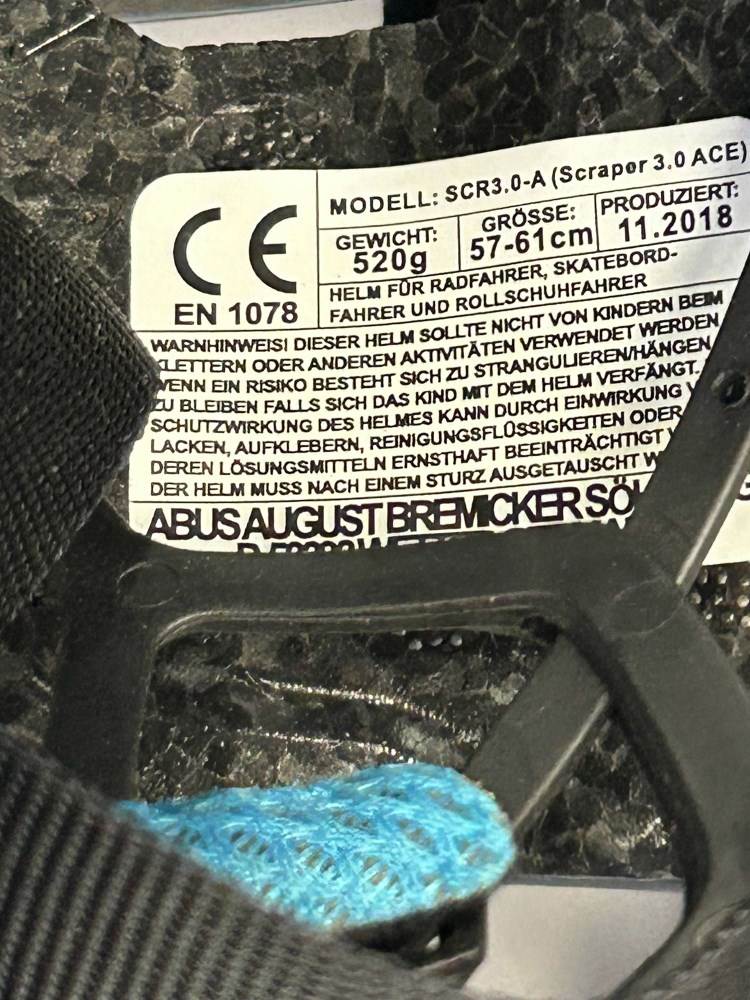 CE
EN 1078
MODELL: SCR3.0-A (Scraper 3.0 ACE)
GEWICHT:
520g
GRÖSSE:
57-61cm
PRODUZIERT:
11.2018
HELM FÜR RADFAHRER, SKATEBORD-
FAHRER UND ROLLSCHUHFAHRER
WARNHINWEIS! DIESER HELM SOLLTE NICHT VON KINDERN BEIM
KLETTERN ODER ANDEREN AKTIVITÄTEN VERWENDET WERDEN
WENN EIN RISIKO BESTEHT SICH ZU STRANGULIEREN/HÄNGEN
ZU BLEIBEN FALLS SICH DAS KIND MIT DEM HELM VERFÄNGT.
SCHUTZWIRKUNG DES HELMES KANN DURCH EINWIRKUNG
LACKEN, AUFKLEBERN, REINIGUNGSFLÜSSIGKEITEN ODER
DEREN LÖSUNGSMITTELN ERNSTHAFT BEEINTRÄCHTIGT
DER HELM MUSS NACH EINEM STURZ AUSGETAUSCHT
ABUS AUGUST BREMICKER SÖ